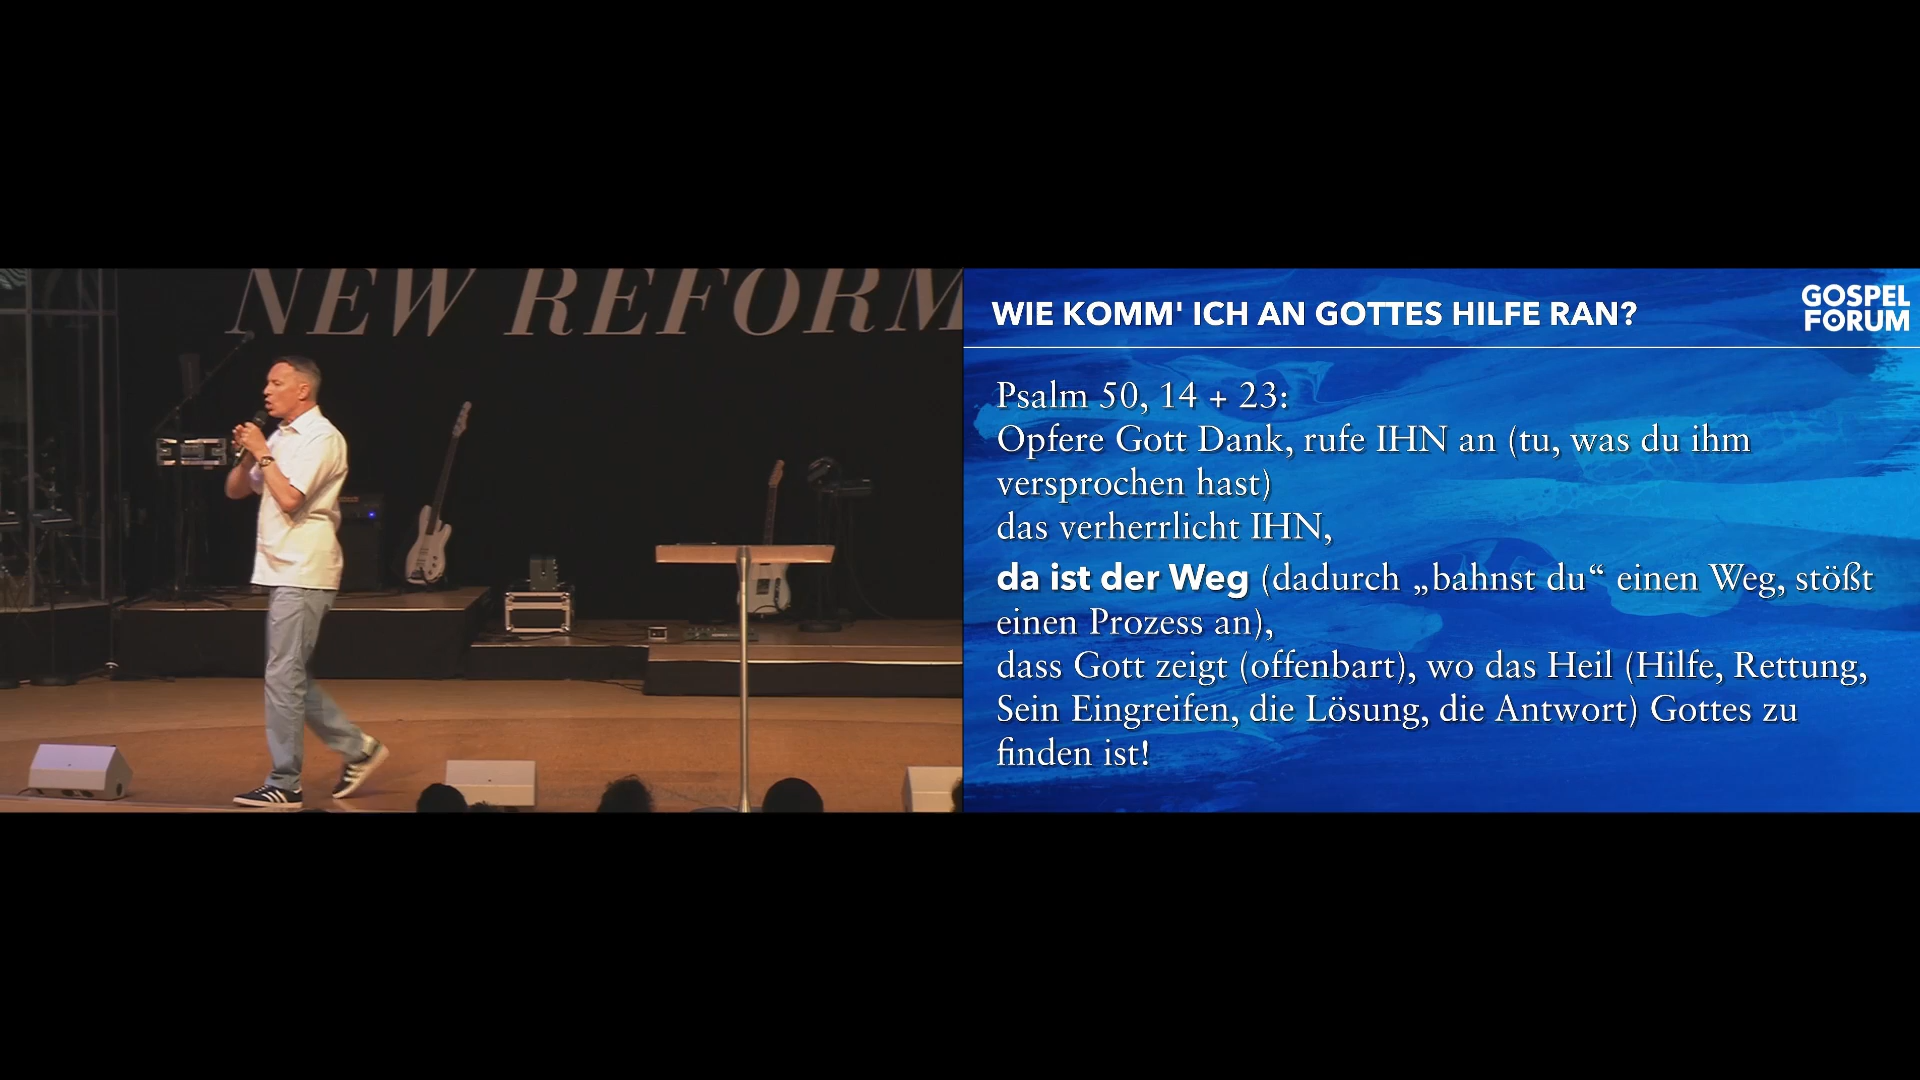 NEW REFORM
WIE KOMM' ICH AN GOTTES HILFE RAN?
GOSPEL
FORUM
Psalm 50, 14 + 23:
Opfere Gott Dank, rufe IHN an (tu, was du ihm
versprochen hast)
das verherrlicht IHN,
da ist der Weg (dadurch „bahnst du“ einen Weg, stößt
einen Prozess an),
dass Gott zeigt (offenbart), wo das Heil (Hilfe, Rettung,
Sein Eingreifen, die Lösung, die Antwort) Gottes zu
finden ist!